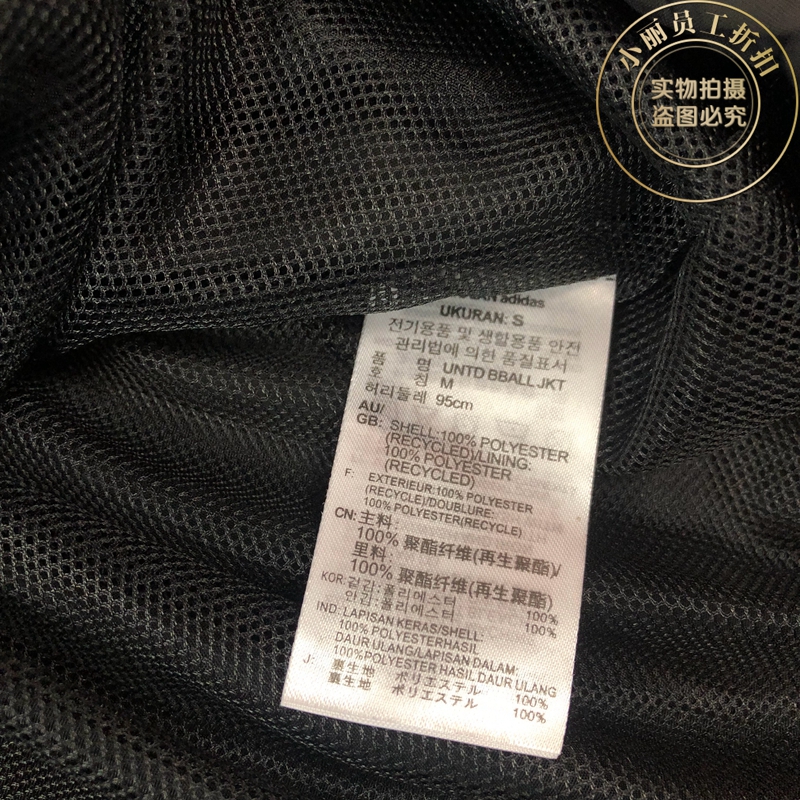 小丽员工折扣
实物拍摄
盗图必究
adidas
UKURAN: S
전기용품 및 생활용품 안전
관리법에 의한 품질표서
품 명 UNTD BBALL JKT
호 칭 M
허리둘레 95cm
AU/
GB: SHELL:100% POLYESTER
(RECYCLED)/LINING:
100% POLYESTER
(RECYCLED)
F: EXTERIEUR:100% POLYESTER
(RECYCLE)/DOUBLURE:
100% POLYESTER(RECYCLE)
CN: 主料:
100% 聚酯纤维(再生聚酯)/
里料:
100% 聚酯纤维(再生聚酯)
KOR: 겉감:폴리에스터 100%
안감:폴리에스터 100%
IND: LAPISAN KERAS/SHELL:
100% POLYESTERHASIL
DAUR ULANG/LAPISAN DALAM:
100%POLYESTER HASIL DAUR ULANG
J: 裏生地 ポリエステル 100%
裏生地 ポリエステル 100%